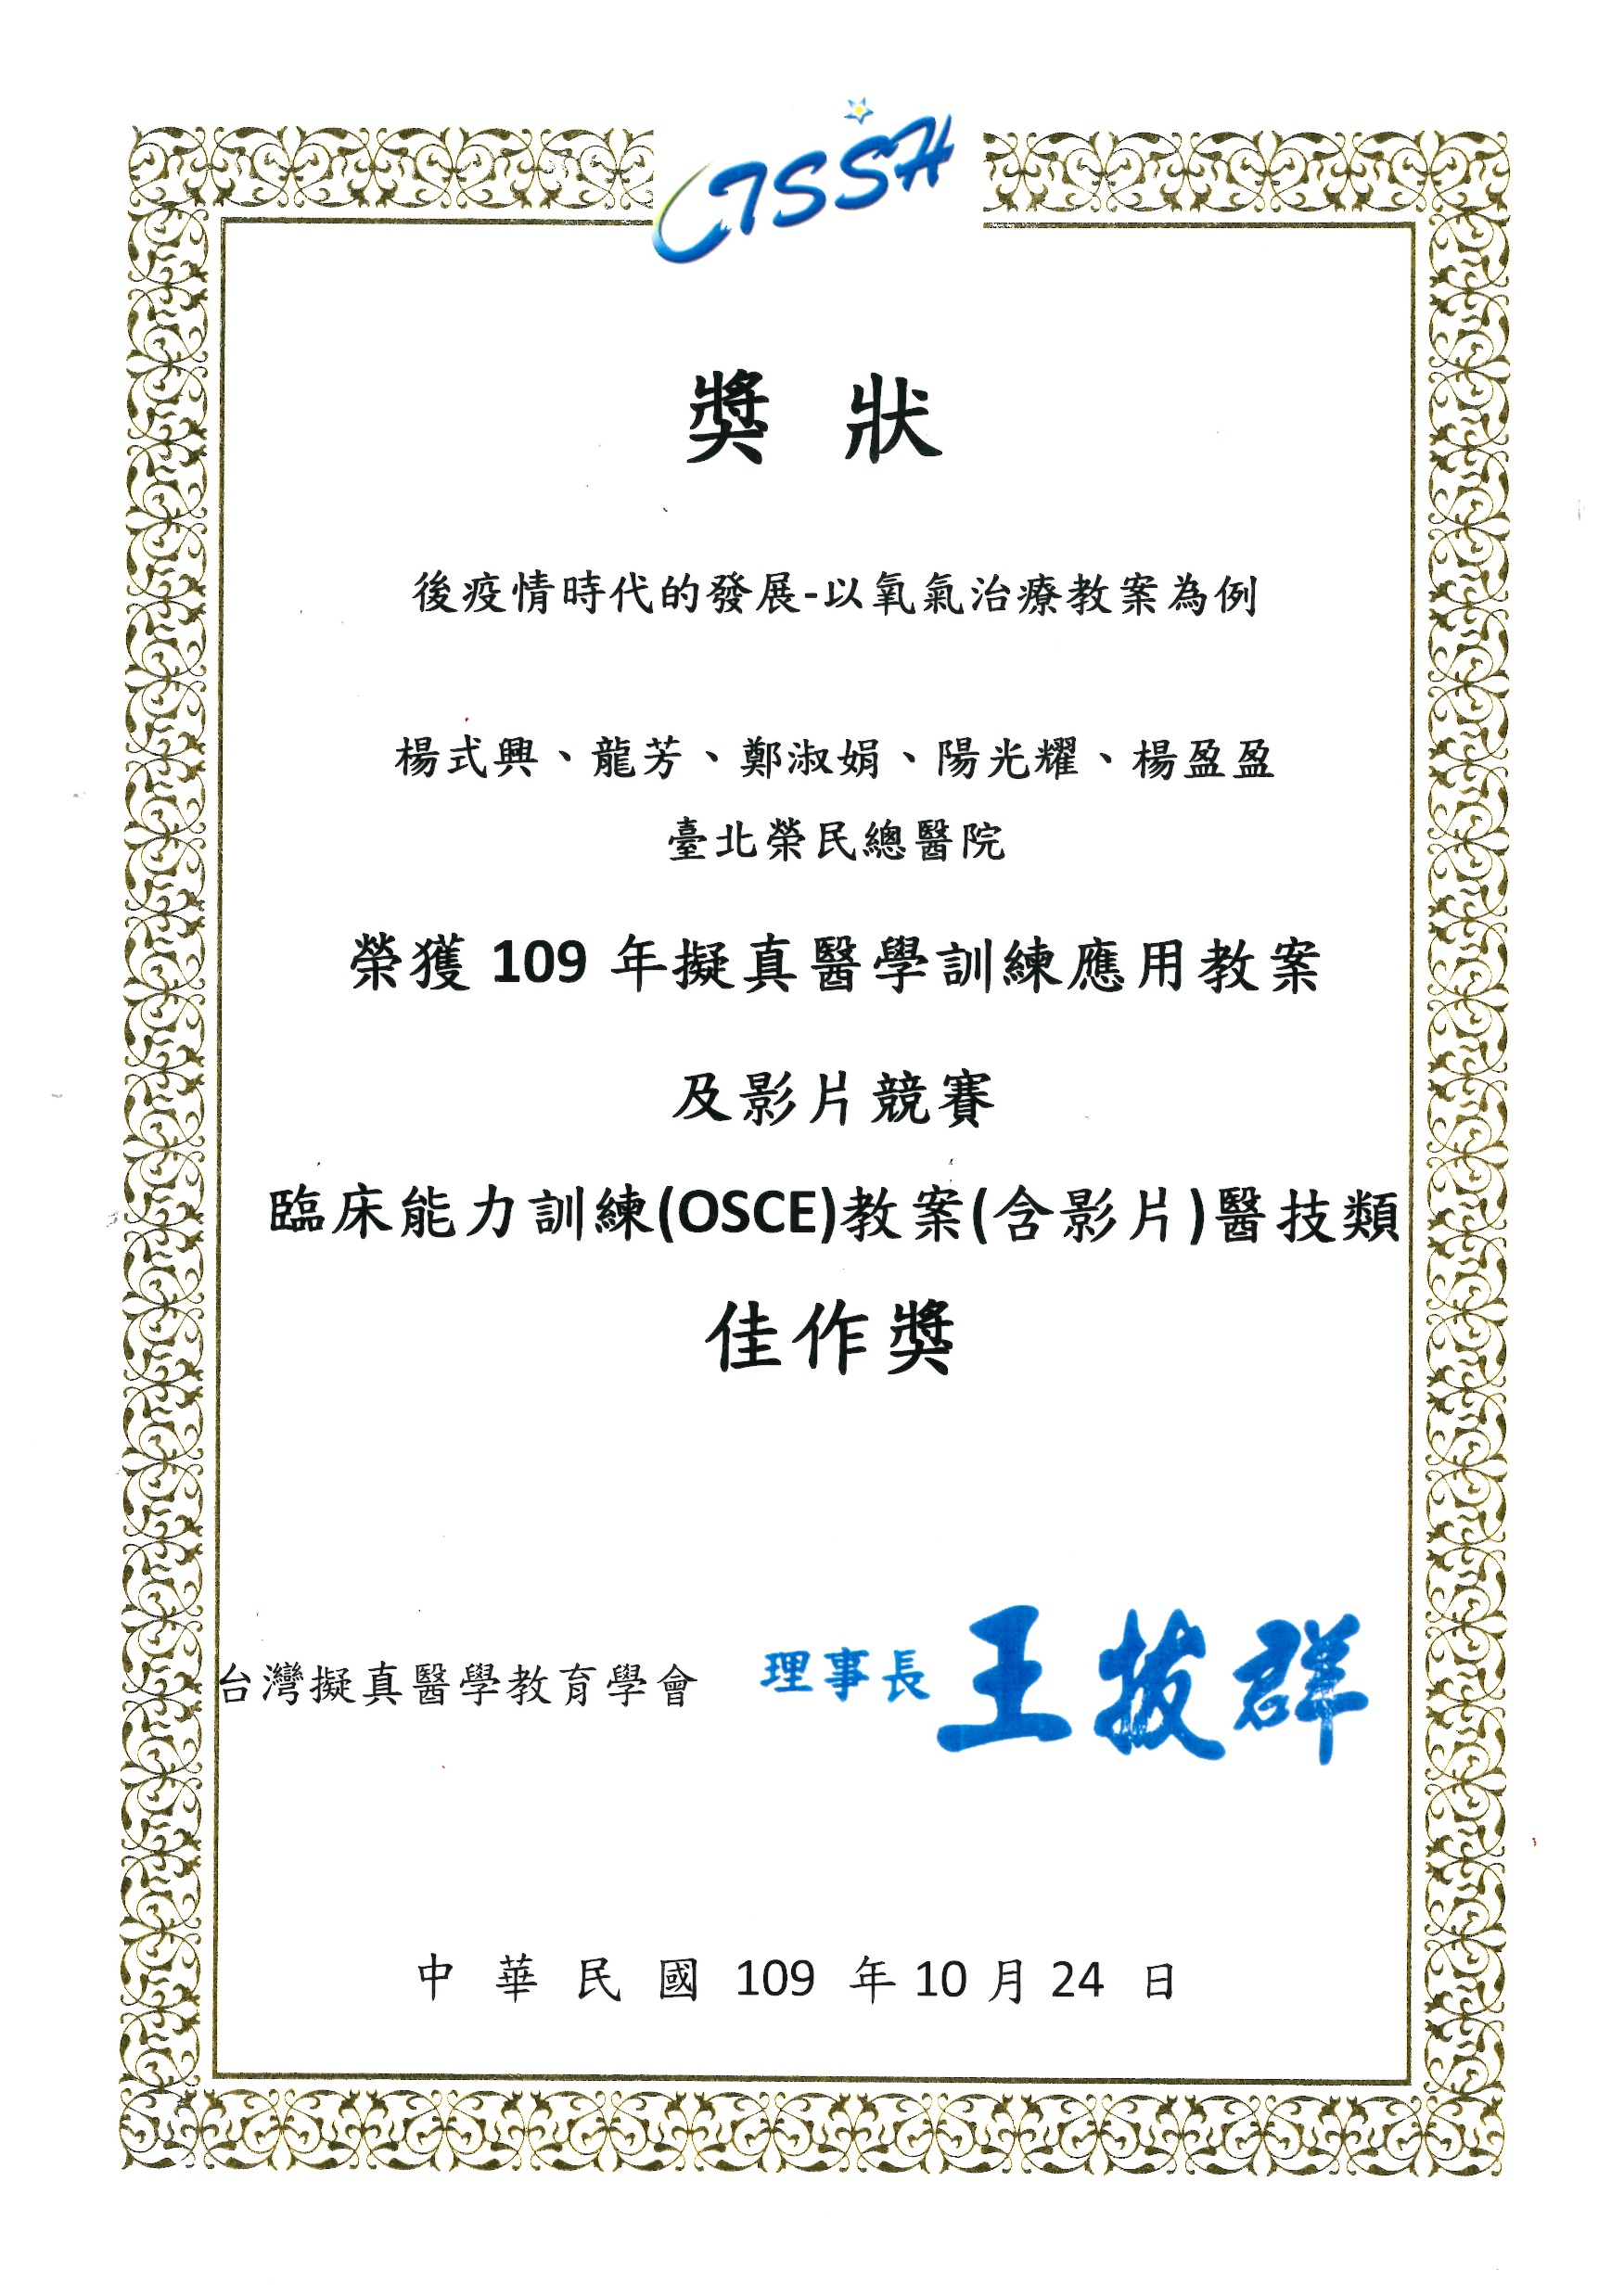 TSSH
獎 狀
後疫情時代的發展-以氧氣治療教案為例
楊式興、龍芳、鄭淑娟、陽光耀、楊盈盈
臺北榮民總醫院
榮獲 109 年擬真醫學訓練應用教案
及影片競賽
臨床能力訓練(OSCE)教案(含影片)醫技類
佳作獎
台灣擬真醫學教育學會 理事長 王拔群
中 華 民 國 109 年 10 月 24 日